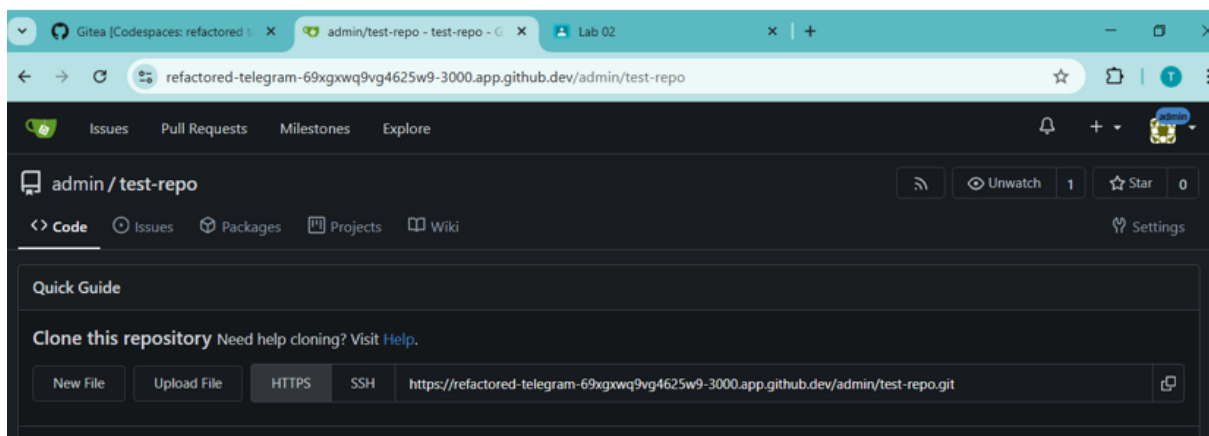 Gitea [Codespaces: refactored t
admin/test-repo - test-repo - G
Lab 02
refactored-telegram-69xgxwq9vg4625w9-3000.app.github.dev/admin/test-repo
T
Issues Pull Requests Milestones Explore
admin
admin / test-repo
Unwatch 1
Star 0
Code Issues Packages Projects Wiki
Settings
Quick Guide
Clone this repository Need help cloning? Visit Help.
New File Upload File HTTPS SSH https://refactored-telegram-69xgxwq9vg4625w9-3000.app.github.dev/admin/test-repo.git